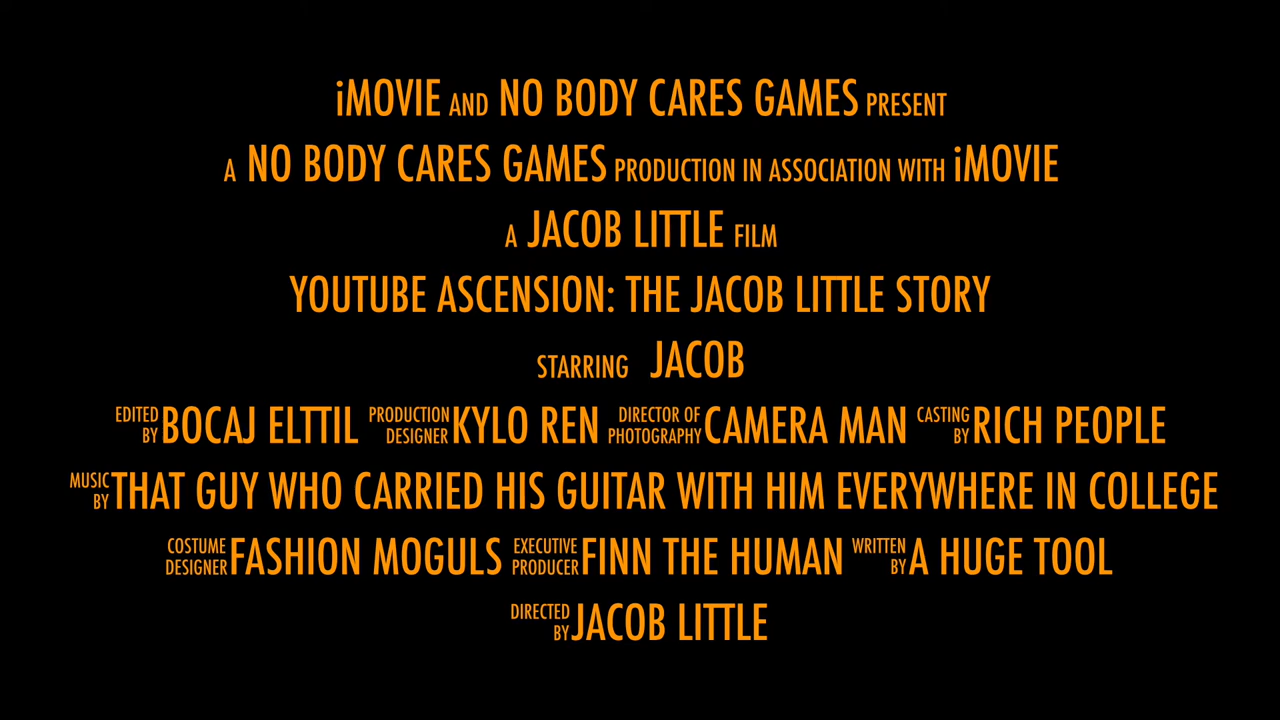 iMOVIE AND NO BODY CARES GAMES PRESENT
A NO BODY CARES GAMES PRODUCTION IN ASSOCIATION WITH iMOVIE
A JACOB LITTLE FILM
YOUTUBE ASCENSION: THE JACOB LITTLE STORY
STARRING JACOB
EDITED BY BOCAJ ELTTIL PRODUCTION DESIGNER KYLO REN DIRECTOR OF PHOTOGRAPHY CAMERA MAN CASTING BY RICH PEOPLE
MUSIC BY THAT GUY WHO CARRIED HIS GUITAR WITH HIM EVERYWHERE IN COLLEGE
COSTUME DESIGNER FASHION MOGULS EXECUTIVE PRODUCER FINN THE HUMAN WRITTEN BY A HUGE TOOL
DIRECTED BY JACOB LITTLE